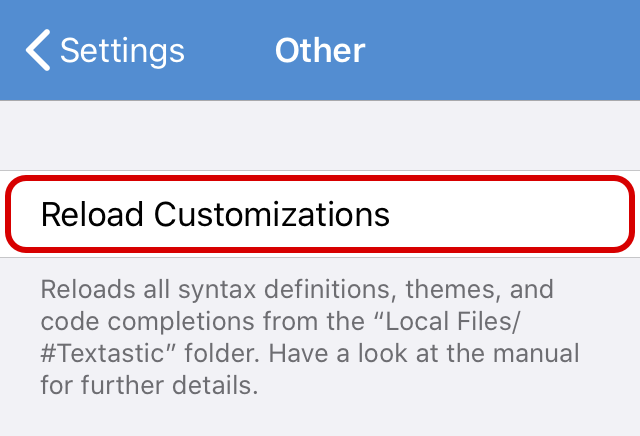 Settings
Other
Reload Customizations
Reloads all syntax definitions, themes, and
code completions from the “Local Files/
#Textastic” folder. Have a look at the manual
for further details.